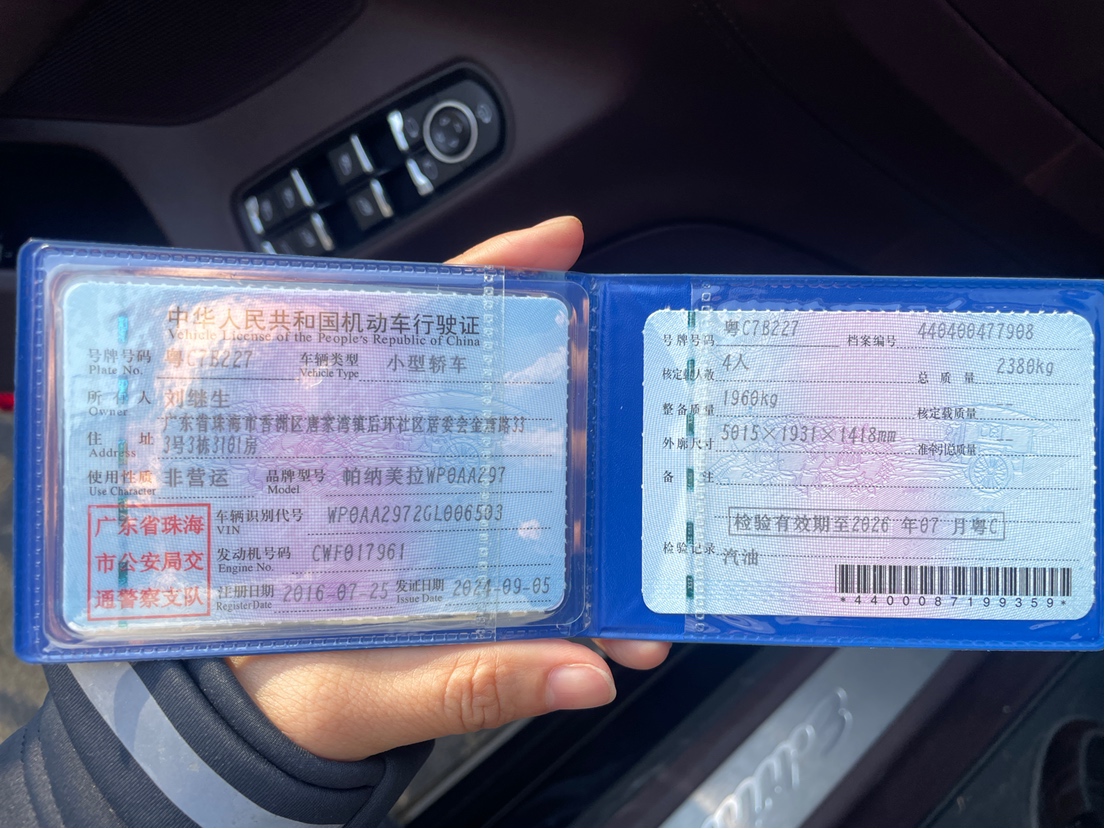 中华人民共和国机动车行驶证
Vehicle License of the People's Republic of China
号牌号码 粤C7B227 车辆类型 小型轿车
Plate No. Vehicle Type
所有人 刘继生
Owner
广东省珠海市香洲区唐家湾镇后环社区居委会金唐路33
住址 3号3栋3101房
Address
使用性质 非营运 品牌型号 帕纳美拉WP0AA297
Use Character Model
广东省珠海
市公安局交
通警察支队
车辆识别代号 WP0AA2972GL006503
VIN
发动机号码 CWF017961
Engine No.
注册日期 2016-07-25 发证日期 2024-09-05
Register Date Issue Date
号牌号码 粤C7B227 档案编号 440400477908
核定载人数 4人 总质量 2380kg
整备质量 1960kg 核定载质量 --
外廓尺寸 5015×1931×1418mm 准牵引总质量 --
备注
检验有效期至2026 年07 月粤C
检验记录 汽油
*4400087199359*